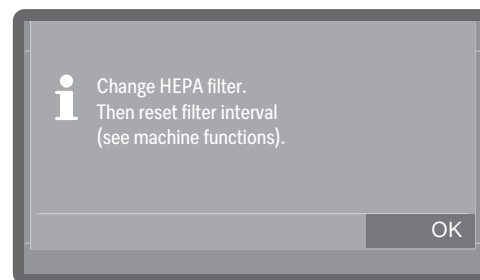 Change HEPA filter.
Then reset filter interval
(see machine functions).
OK